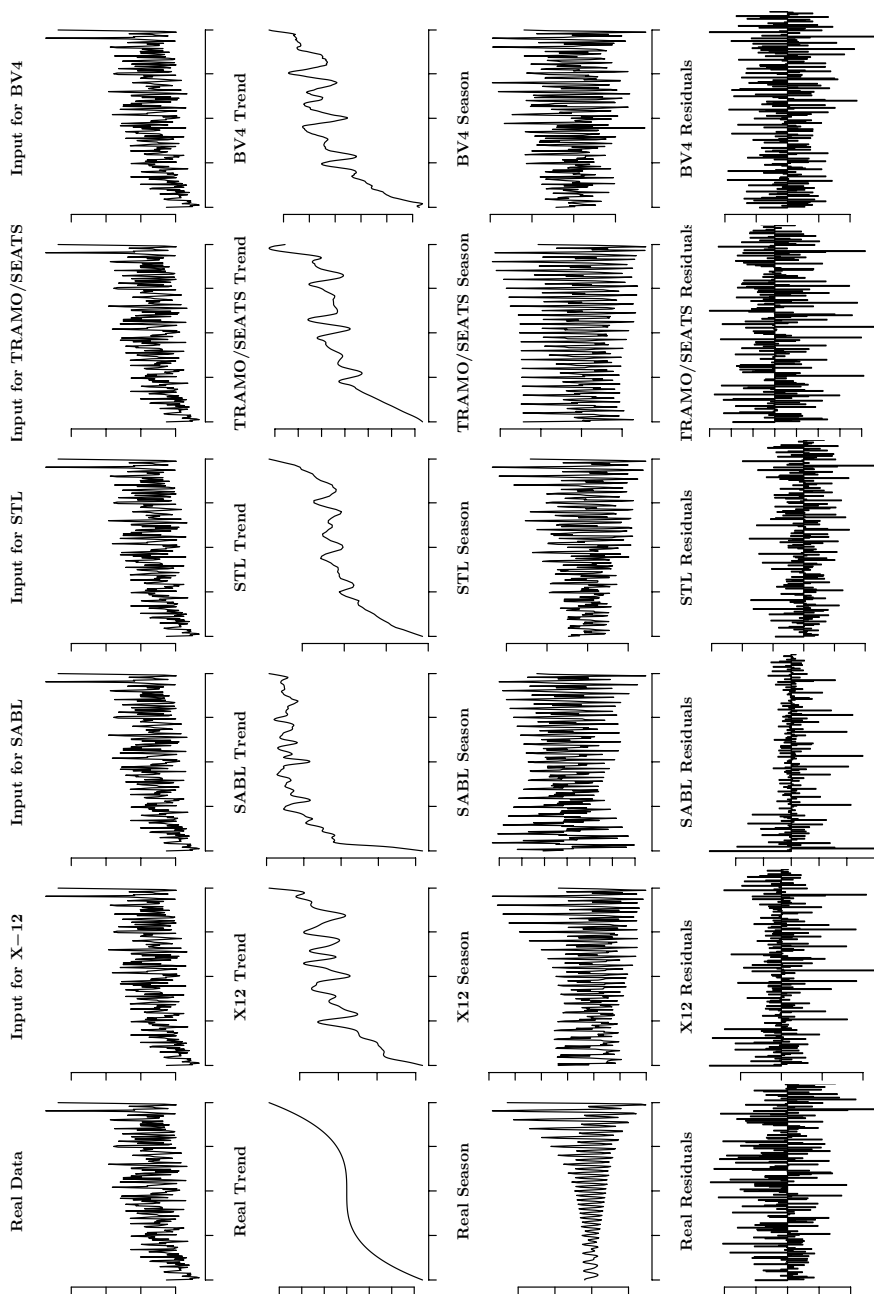 Real Data
Input for X−12
Input for SABL
Input for STL
Input for TRAMO/SEATS
Input for BV4
Real Trend
X12 Trend
SABL Trend
STL Trend
TRAMO/SEATS Trend
BV4 Trend
Real Season
X12 Season
SABL Season
STL Season
TRAMO/SEATS Season
BV4 Season
Real Residuals
X12 Residuals
SABL Residuals
STL Residuals
TRAMO/SEATS Residuals
BV4 Residuals